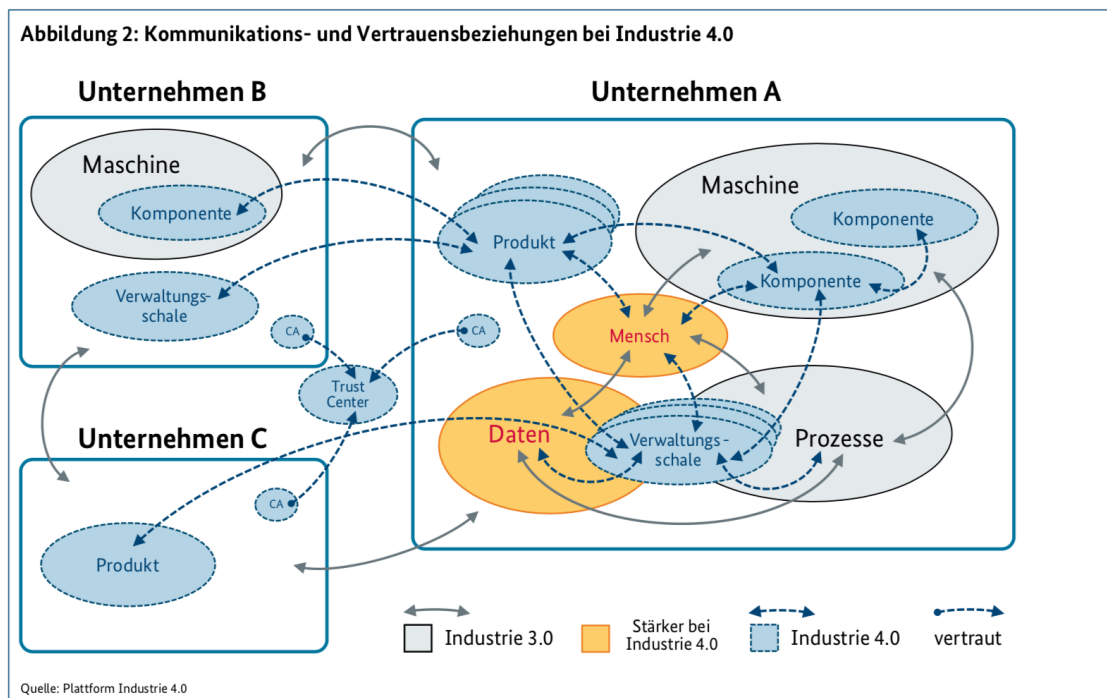 Abbildung 2: Kommunikations- und Vertrauensbeziehungen bei Industrie 4.0
Unternehmen B
Maschine
Komponente
Verwaltungs-
schale
CA
Unternehmen A
Produkt
Maschine
Komponente
Komponente
Mensch
CA
Daten
Verwaltungs-
schale
Prozesse
Trust
Center
Unternehmen C
CA
Produkt
Industrie 3.0
Stärker bei
Industrie 4.0
Industrie 4.0
vertraut
Quelle: Plattform Industrie 4.0